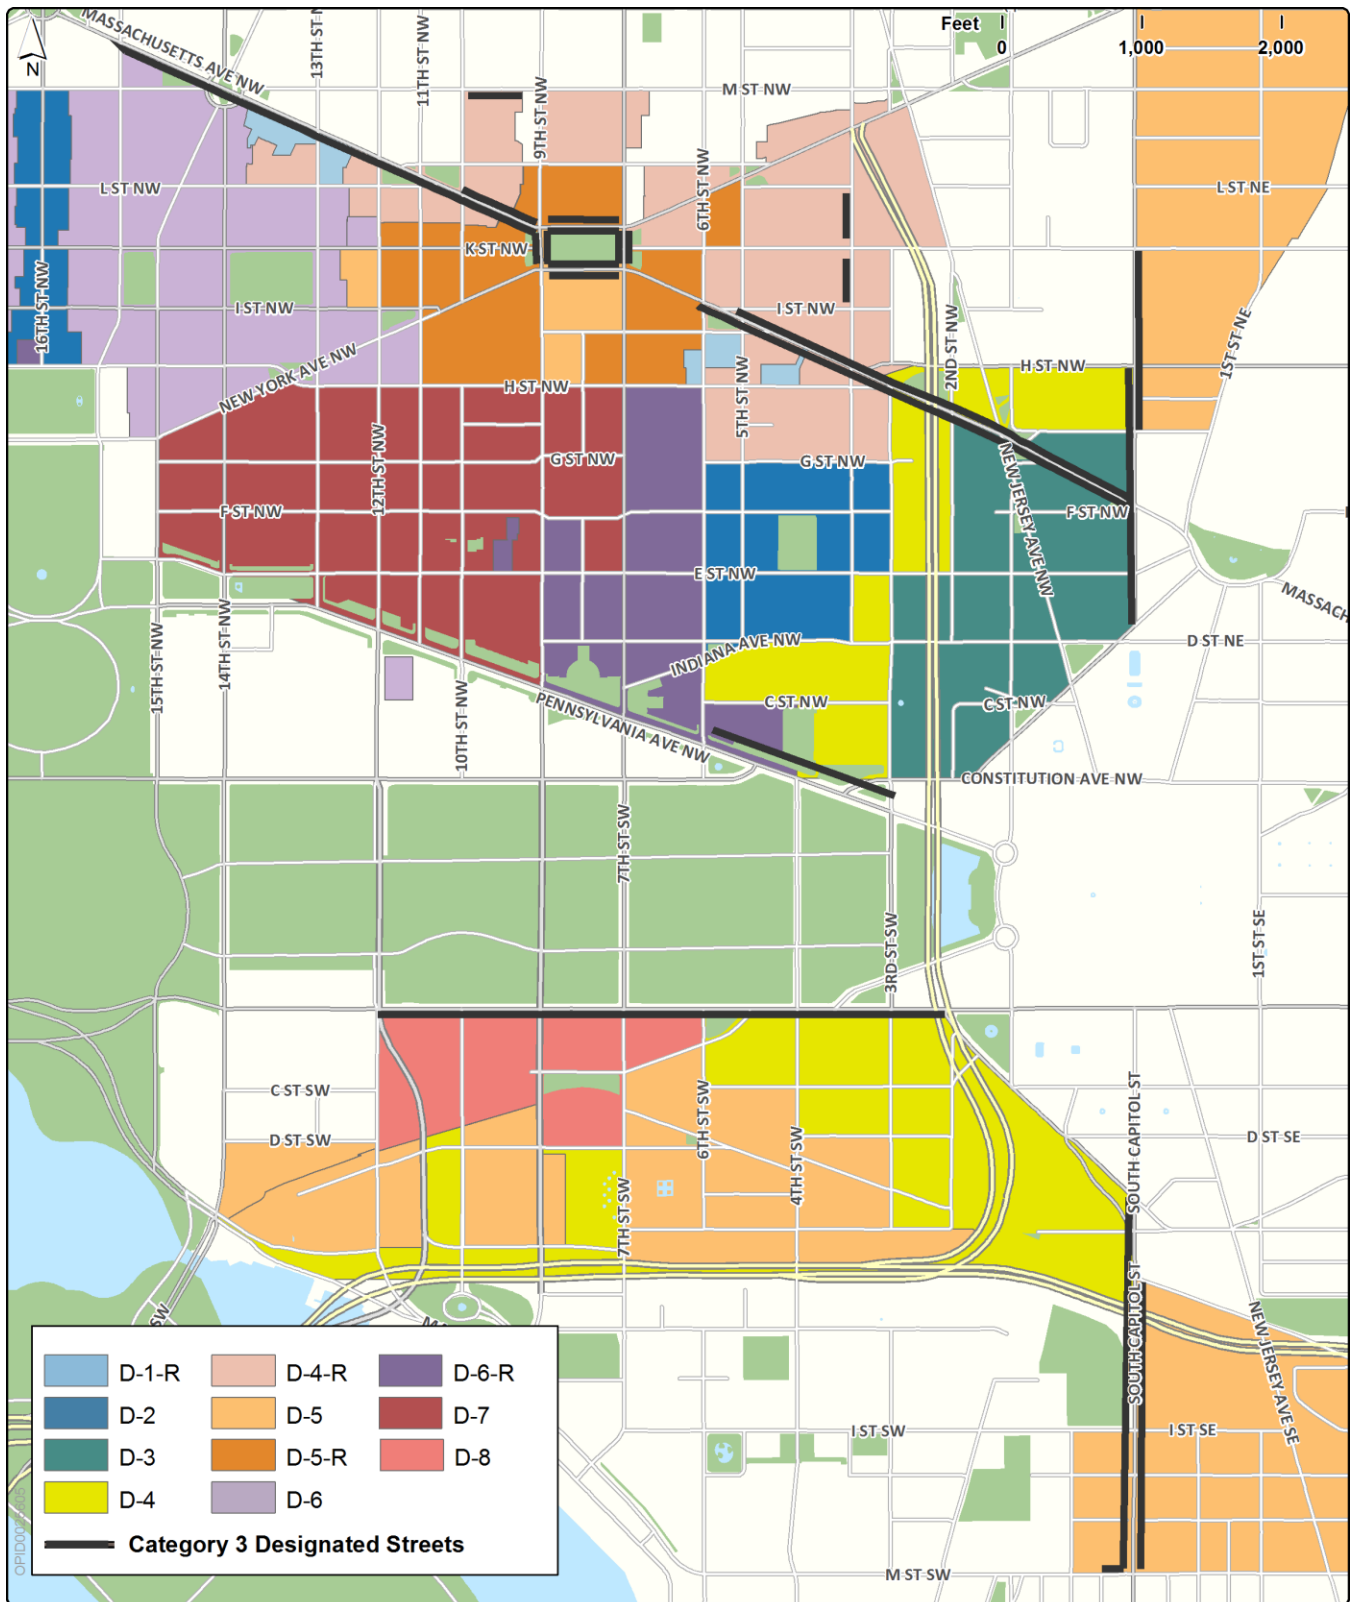 MASSACHUSETTS AVE NW
13TH ST N
11TH ST NW
Feet
0
1,000
2,000
N
9TH ST NW
M ST NW
6TH ST NW
L ST NW
L ST NE
K ST NW
16TH ST NW
I ST NW
I ST NW
2ND ST NW
1ST ST NE
NEW YORK AVE NW
H ST NW
5TH ST NW
H ST NW
12TH ST NW
G ST NW
G ST NW
NEW JERSEY AVE NW
F ST NW
F ST NW
E ST NW
MASSACH
15TH ST NW
14TH ST NW
INDIANA AVE NW
D ST NE
10TH ST NW
PENNSYLVANIA AVE NW
C ST NW
C ST NW
CONSTITUTION AVE NW
7TH ST SW
3RD ST SW
1ST ST SE
C ST SW
6TH ST SW
SOUTH CAPITOL ST
D ST SW
4TH ST SW
D ST SE
7TH ST SW
SOUTH CAPITOL ST
SW
NEW JERSEY AVE SE
D-1-R
D-4-R
D-6-R
D-2
D-5
D-7
D-3
D-5-R
D-8
D-4
D-6
Category 3 Designated Streets
I ST SW
I ST SE
M ST SW